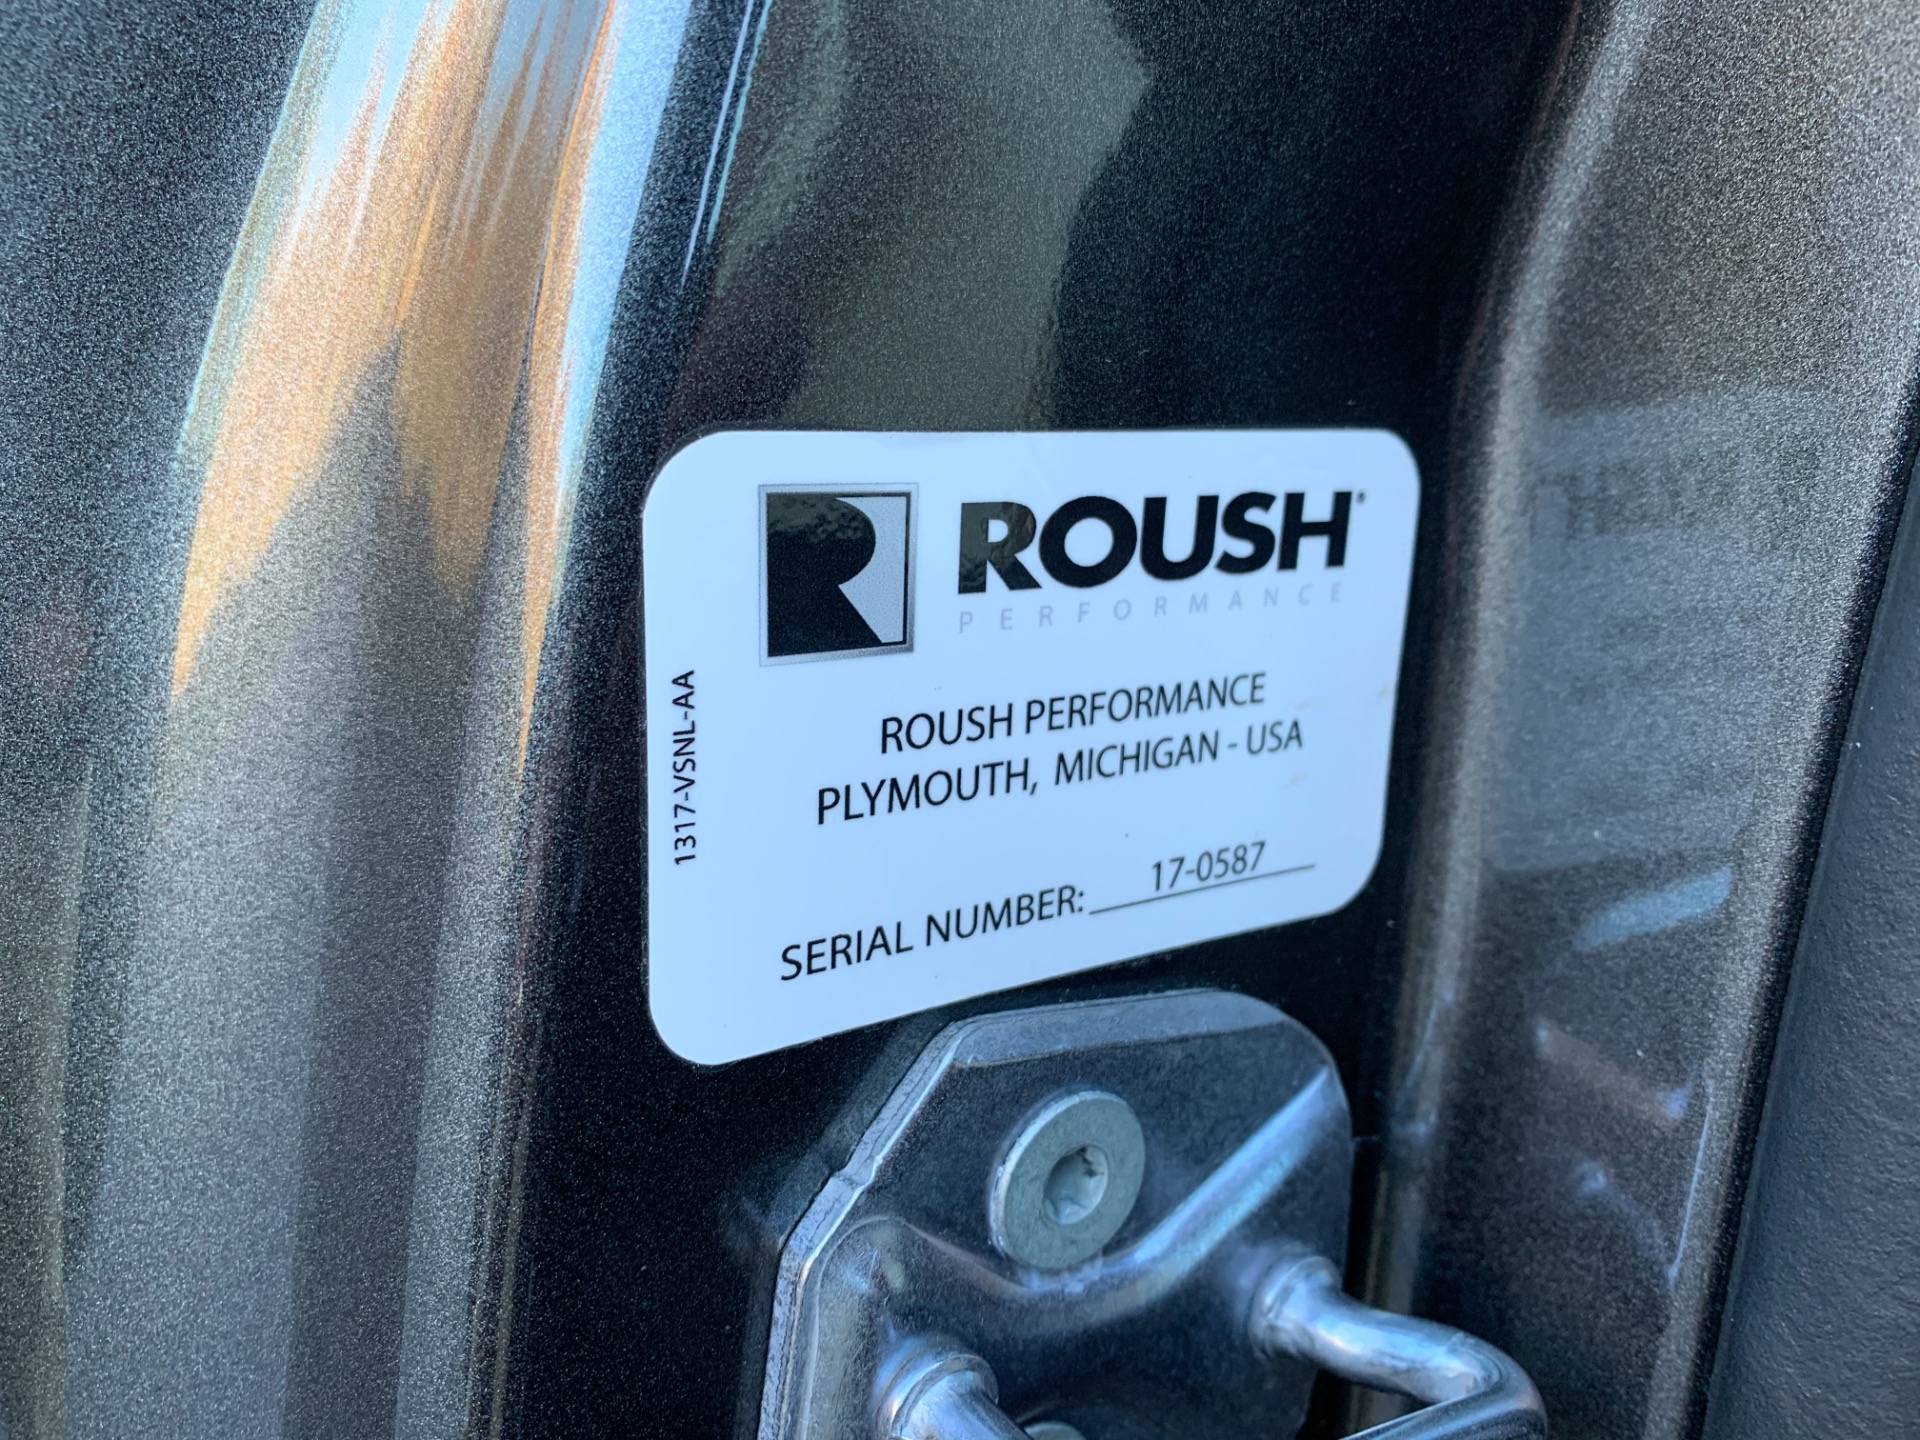 R ROUSH®
PERFORMANCE
ROUSH PERFORMANCE
PLYMOUTH, MICHIGAN - USA
SERIAL NUMBER: 17-0587
1317-VSNL-AA